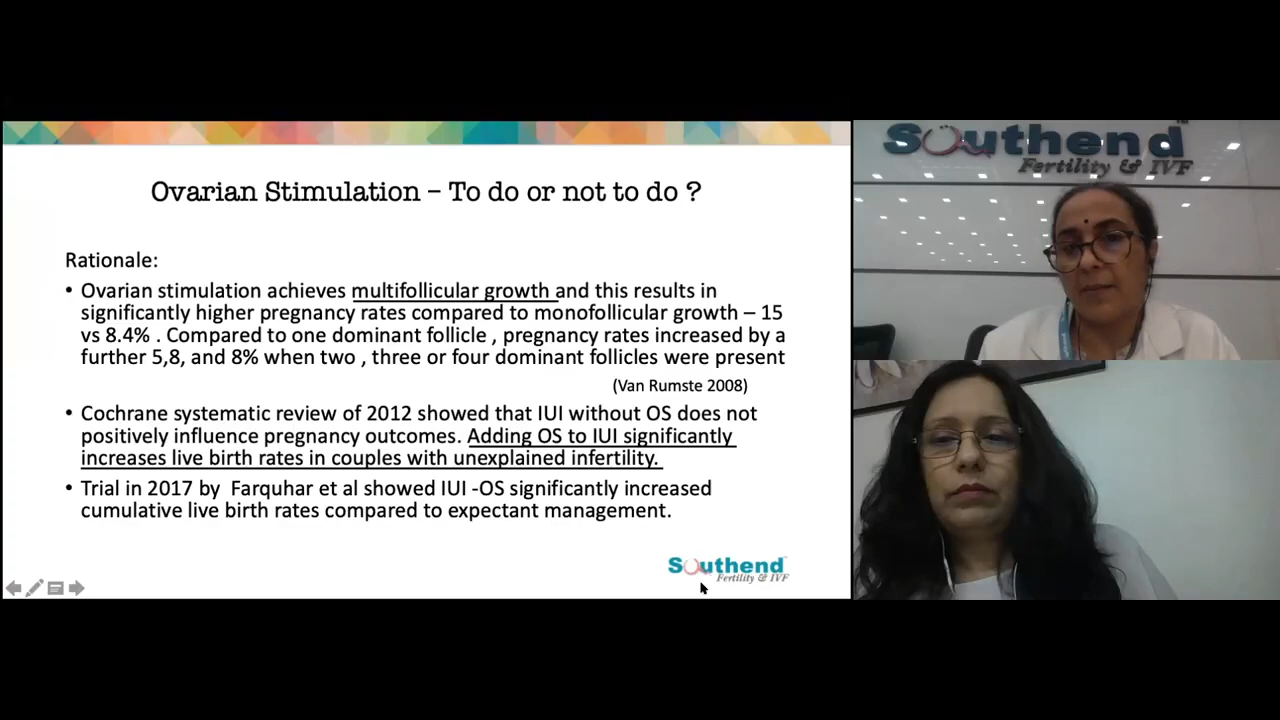 Ovarian Stimulation – To do or not to do ?
Rationale:
• Ovarian stimulation achieves multifollicular growth and this results in
significantly higher pregnancy rates compared to monofollicular growth – 15
vs 8.4% . Compared to one dominant follicle , pregnancy rates increased by a
further 5,8, and 8% when two , three or four dominant follicles were present
(Van Rumste 2008)
• Cochrane systematic review of 2012 showed that IUI without OS does not
positively influence pregnancy outcomes. Adding OS to IUI significantly
increases live birth rates in couples with unexplained infertility.
• Trial in 2017 by Farquhar et al showed IUI -OS significantly increased
cumulative live birth rates compared to expectant management.
Southend
Fertility & IVF
Southend
Fertility & IVF